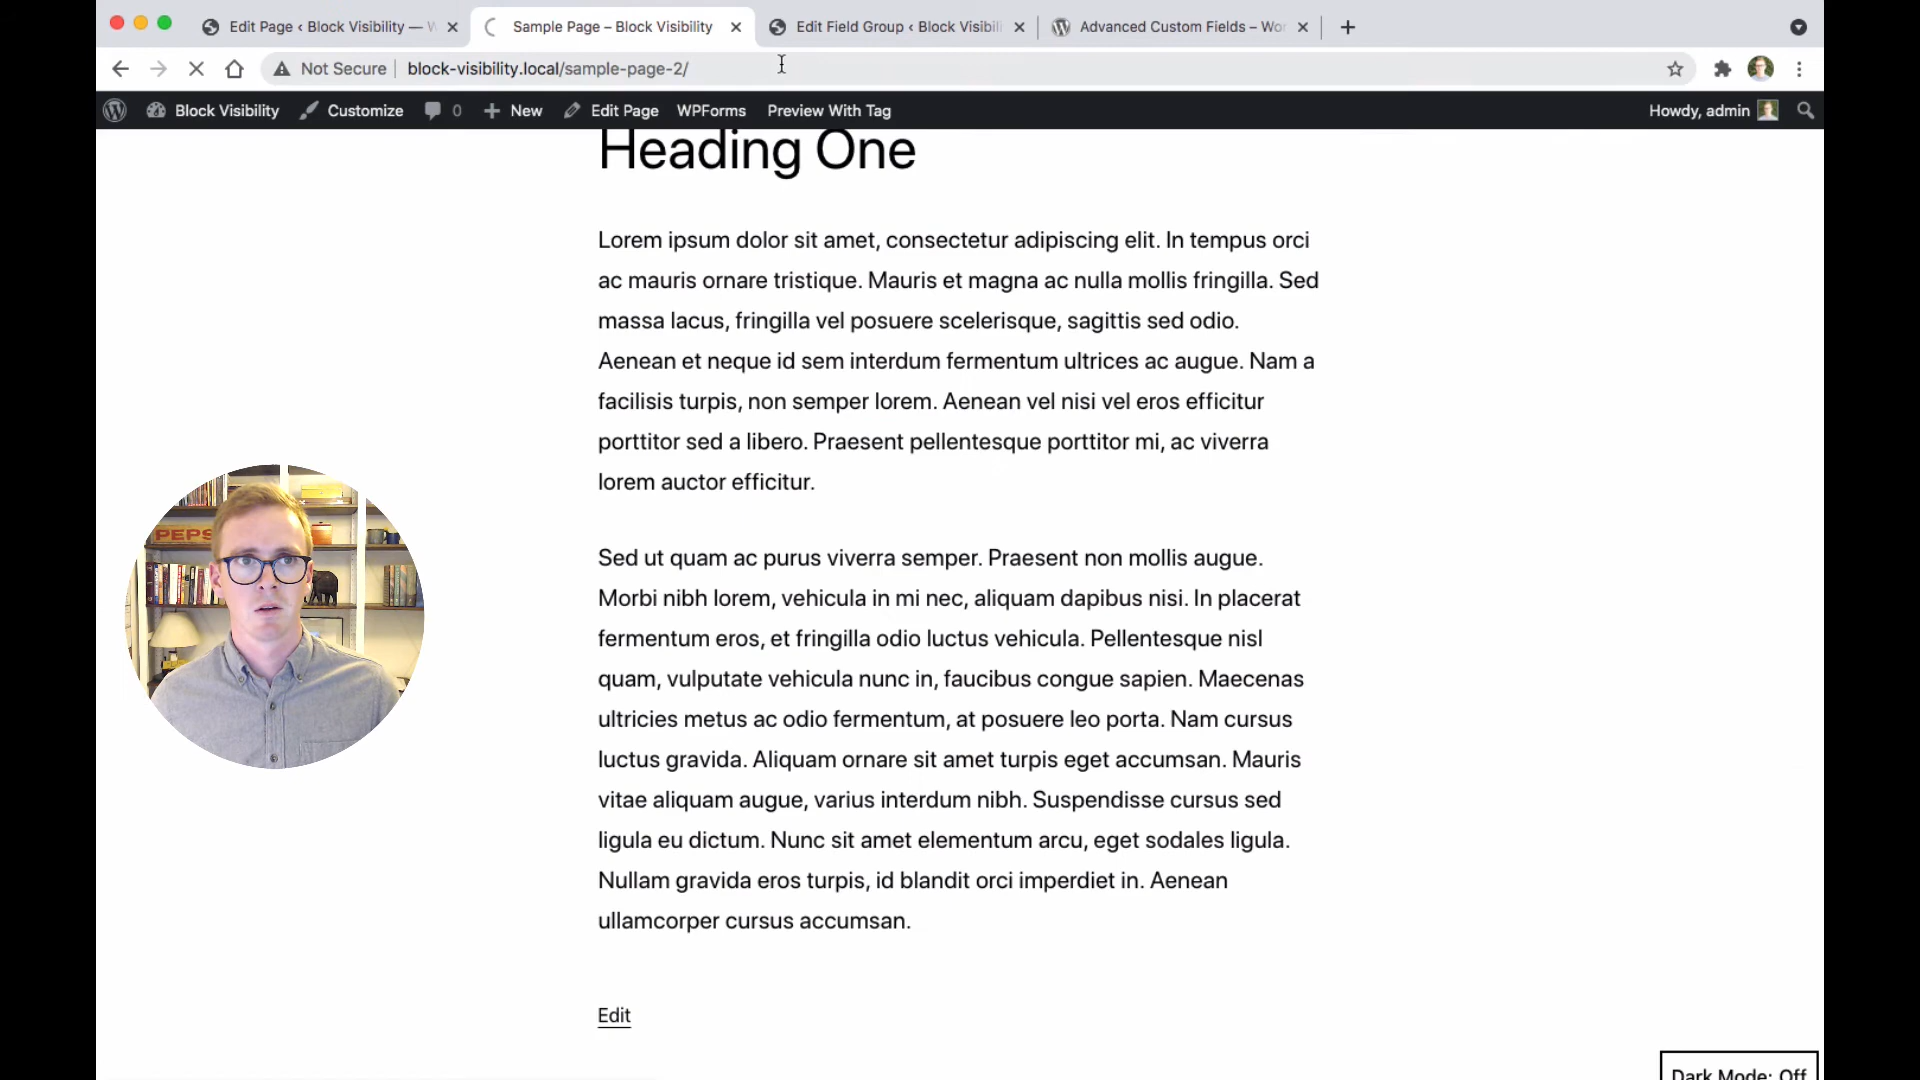 Edit Page ‹ Block Visibility — W
Sample Page – Block Visibility
Edit Field Group ‹ Block Visibili
Advanced Custom Fields – Wor
Not Secure
block-visibility.local/sample-page-2/
Block Visibility
Customize
0
New
Edit Page
WPForms
Preview With Tag
Howdy, admin
Heading One
Lorem ipsum dolor sit amet, consectetur adipiscing elit. In tempus orci
ac mauris ornare tristique. Mauris et magna ac nulla mollis fringilla. Sed
massa lacus, fringilla vel posuere scelerisque, sagittis sed odio.
Aenean et neque id sem interdum fermentum ultrices ac augue. Nam a
facilisis turpis, non semper lorem. Aenean vel nisi vel eros efficitur
porttitor sed a libero. Praesent pellentesque porttitor mi, ac viverra
lorem auctor efficitur.
PEPS
Sed ut quam ac purus viverra semper. Praesent non mollis augue.
Morbi nibh lorem, vehicula in mi nec, aliquam dapibus nisi. In placerat
fermentum eros, et fringilla odio luctus vehicula. Pellentesque nisl
quam, vulputate vehicula nunc in, faucibus congue sapien. Maecenas
ultricies metus ac odio fermentum, at posuere leo porta. Nam cursus
luctus gravida. Aliquam ornare sit amet turpis eget accumsan. Mauris
vitae aliquam augue, varius interdum nibh. Suspendisse cursus sed
ligula eu dictum. Nunc sit amet elementum arcu, eget sodales ligula.
Nullam gravida eros turpis, id blandit orci imperdiet in. Aenean
ullamcorper cursus accumsan.
Edit
Dark Mode: Off